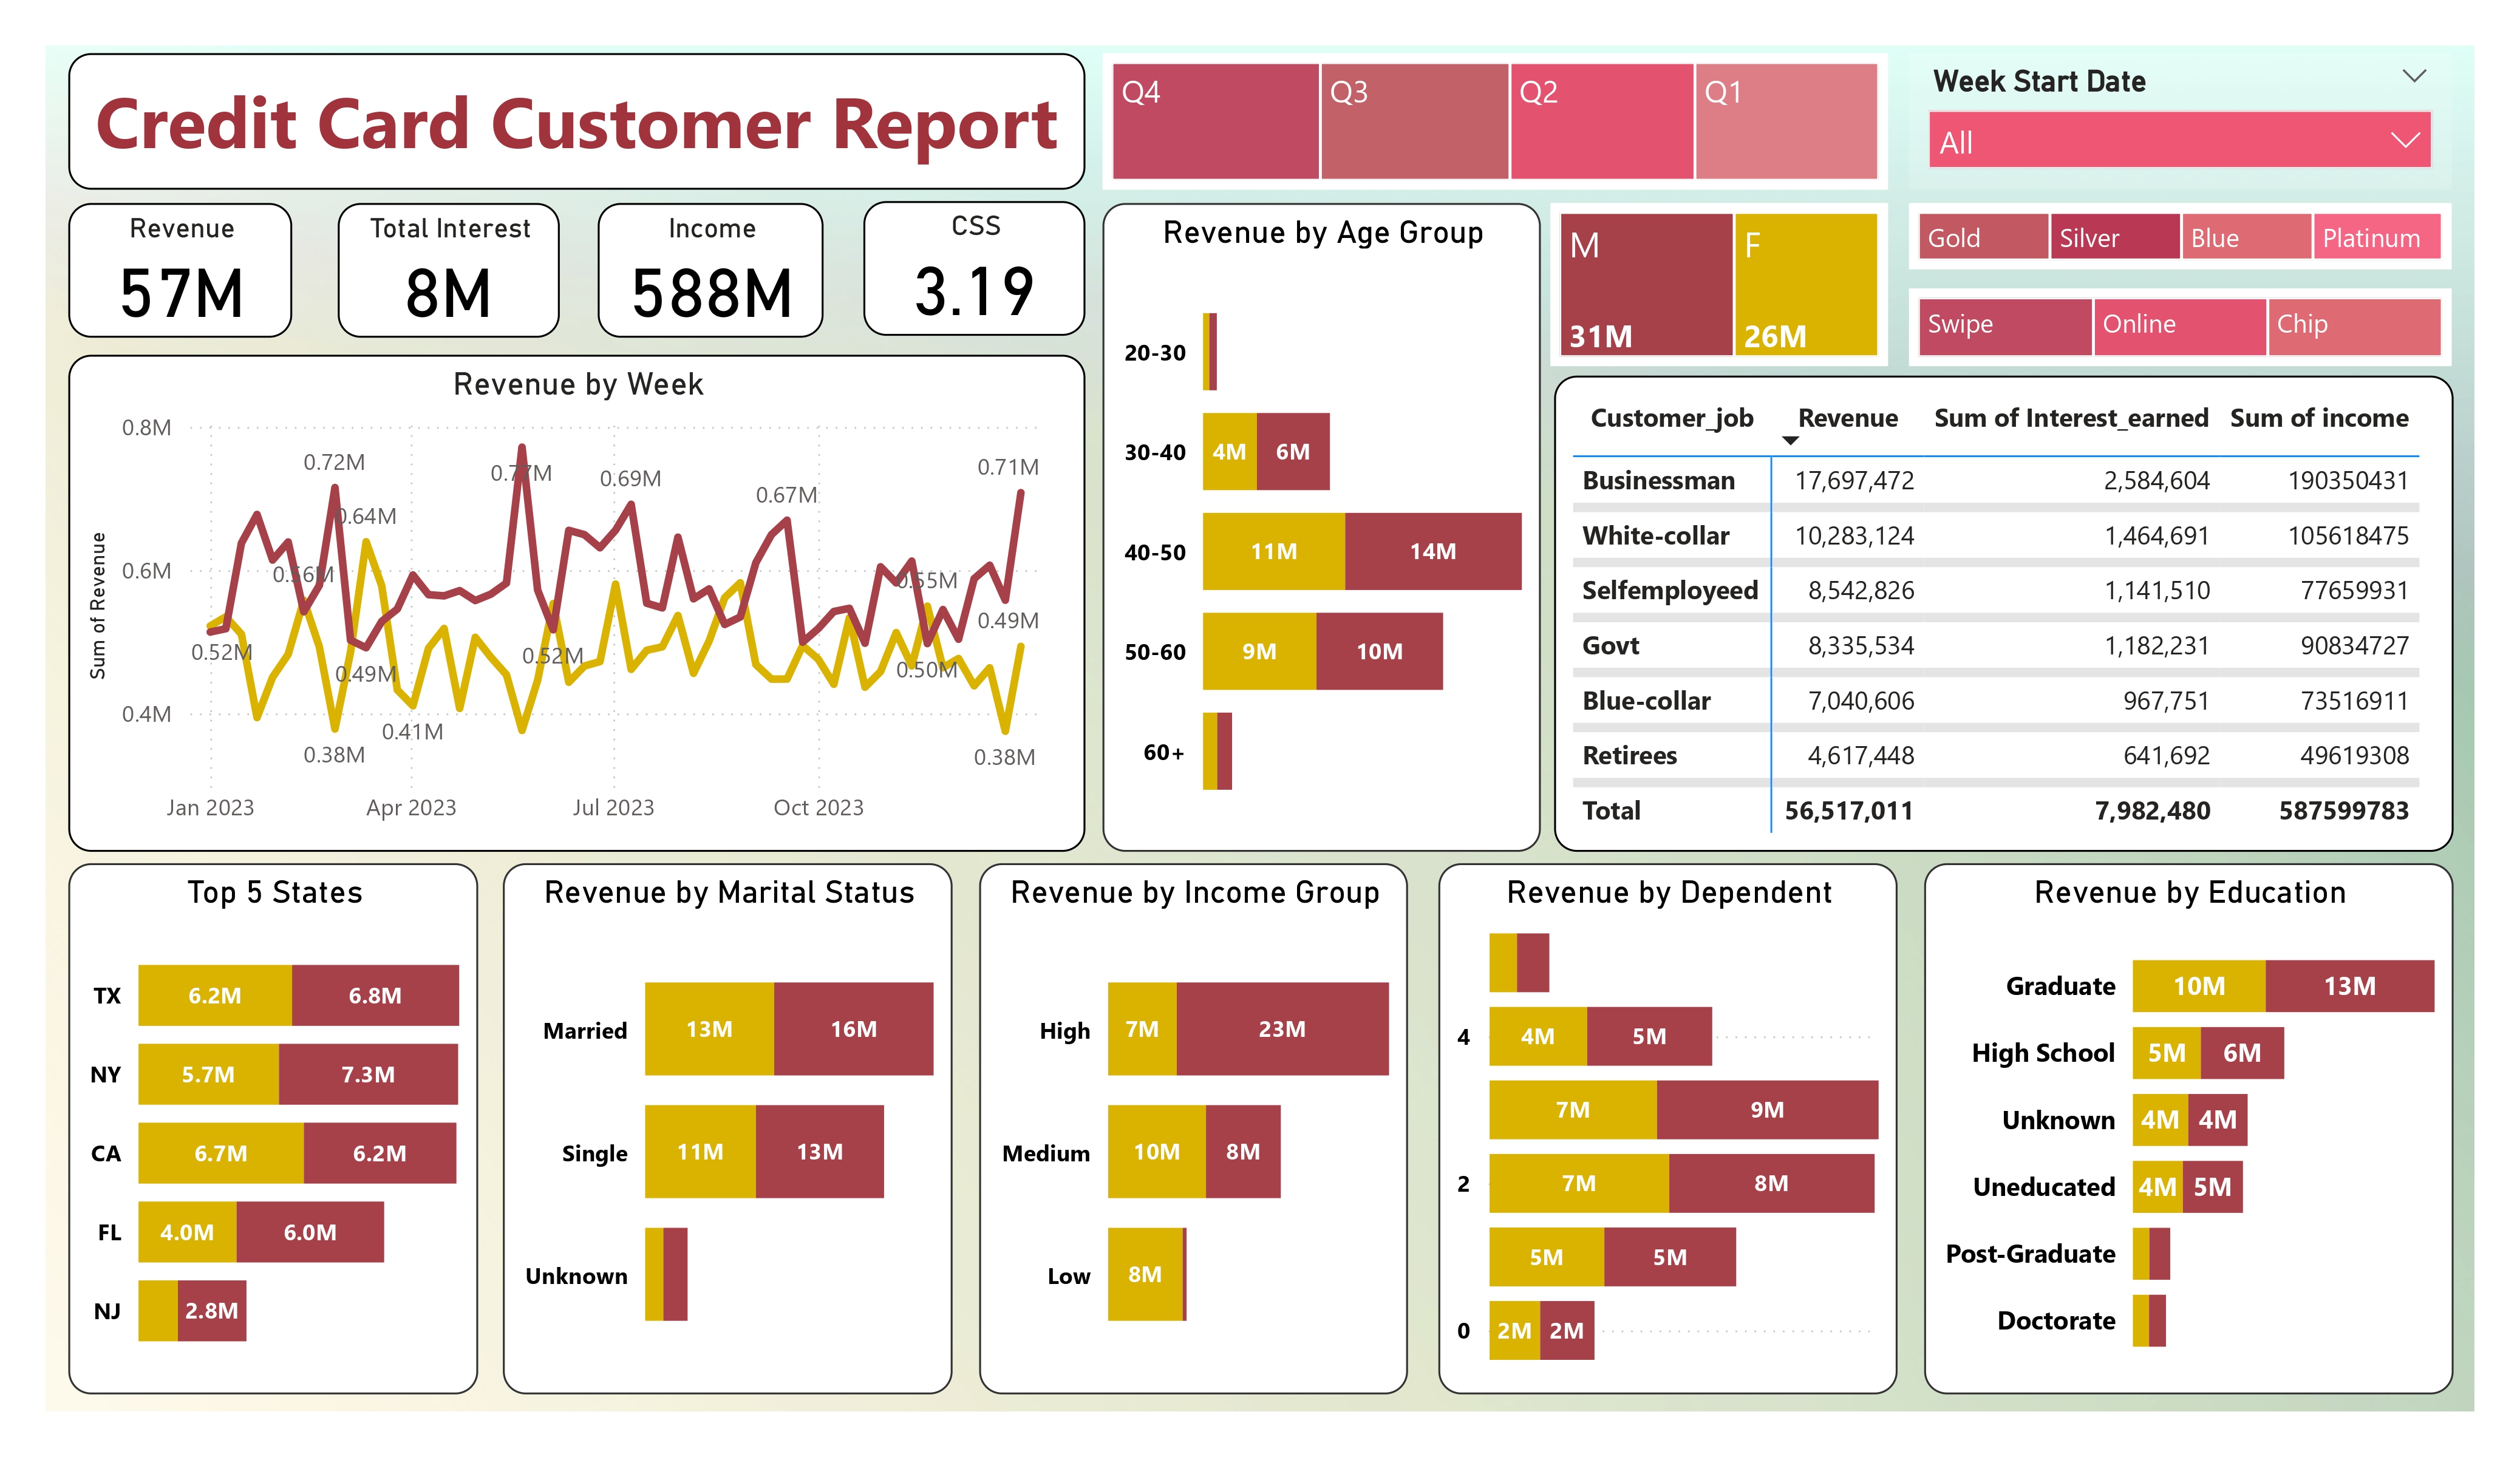 Credit Card Customer Report
Q4 Q3 Q2 Q1
Week Start Date
All
Revenue
57M
Total Interest
8M
Income
588M
CSS
3.19
Revenue by Age Group
20-30
30-40 4M 6M
40-50 11M 14M
50-60 9M 10M
60+
M
31M
F
26M
Gold Silver Blue Platinum
Swipe Online Chip
Revenue by Week
Sum of Revenue
0.8M
0.6M
0.4M
0.72M
0.77M
0.69M
0.67M
0.71M
0.64M
0.56M
0.55M
0.52M
0.49M
0.52M
0.50M
0.49M
0.41M
0.38M
0.38M
Jan 2023 Apr 2023 Jul 2023 Oct 2023
Customer_job Revenue Sum of Interest_earned Sum of income
Businessman 17,697,472 2,584,604 190350431
White-collar 10,283,124 1,464,691 105618475
Selfemployeed 8,542,826 1,141,510 77659931
Govt 8,335,534 1,182,231 90834727
Blue-collar 7,040,606 967,751 73516911
Retirees 4,617,448 641,692 49619308
Total 56,517,011 7,982,480 587599783
Top 5 States
TX 6.2M 6.8M
NY 5.7M 7.3M
CA 6.7M 6.2M
FL 4.0M 6.0M
NJ 2.8M
Revenue by Marital Status
Married 13M 16M
Single 11M 13M
Unknown
Revenue by Income Group
High 7M 23M
Medium 10M 8M
Low 8M
Revenue by Dependent
4 4M 5M
7M 9M
2 7M 8M
5M 5M
0 2M 2M
Revenue by Education
Graduate 10M 13M
High School 5M 6M
Unknown 4M 4M
Uneducated 4M 5M
Post-Graduate
Doctorate